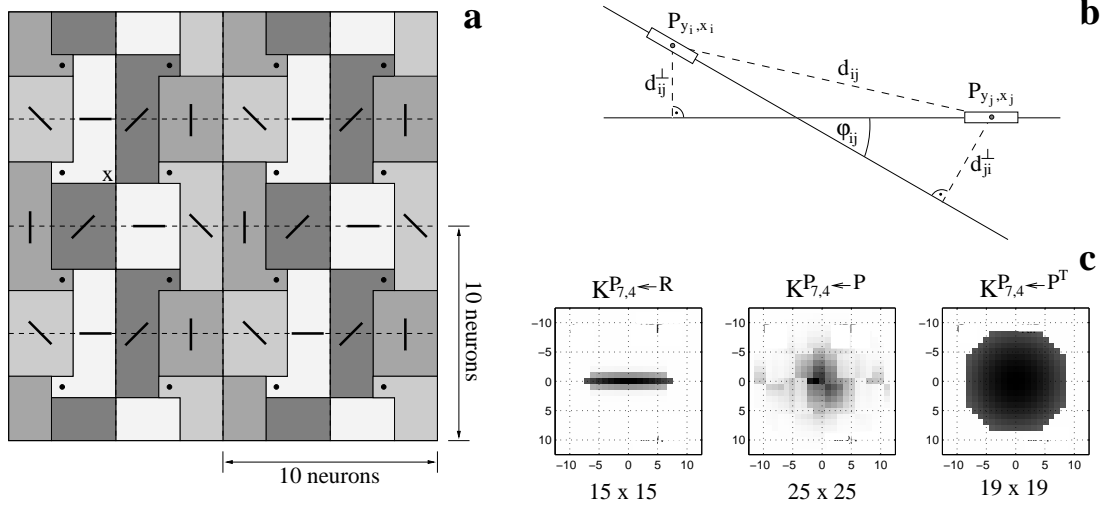 a
x
10 neurons
10 neurons
b
P_{y_i, x_i}
d_{ij}
d_{ij}^⊥
φ_{ij}
P_{y_j, x_j}
d_{ji}^⊥
c
K^{P_{7,4} ← R}
−10
−5
0
5
10
−10 −5 0 5 10
15 x 15
K^{P_{7,4} ← P}
−10
−5
0
5
10
−10 −5 0 5 10
25 x 25
K^{P_{7,4} ← P^T}
−10
−5
0
5
10
−10 −5 0 5 10
19 x 19